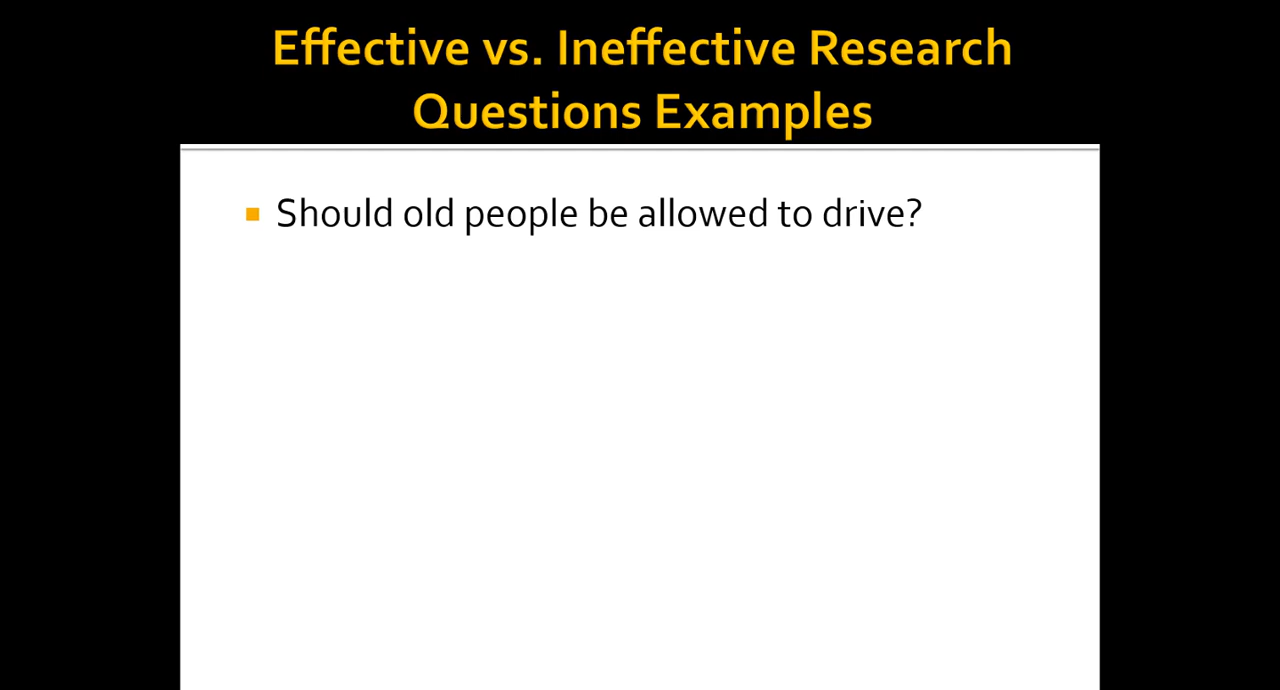 Effective vs. Ineffective Research
Questions Examples
Should old people be allowed to drive?